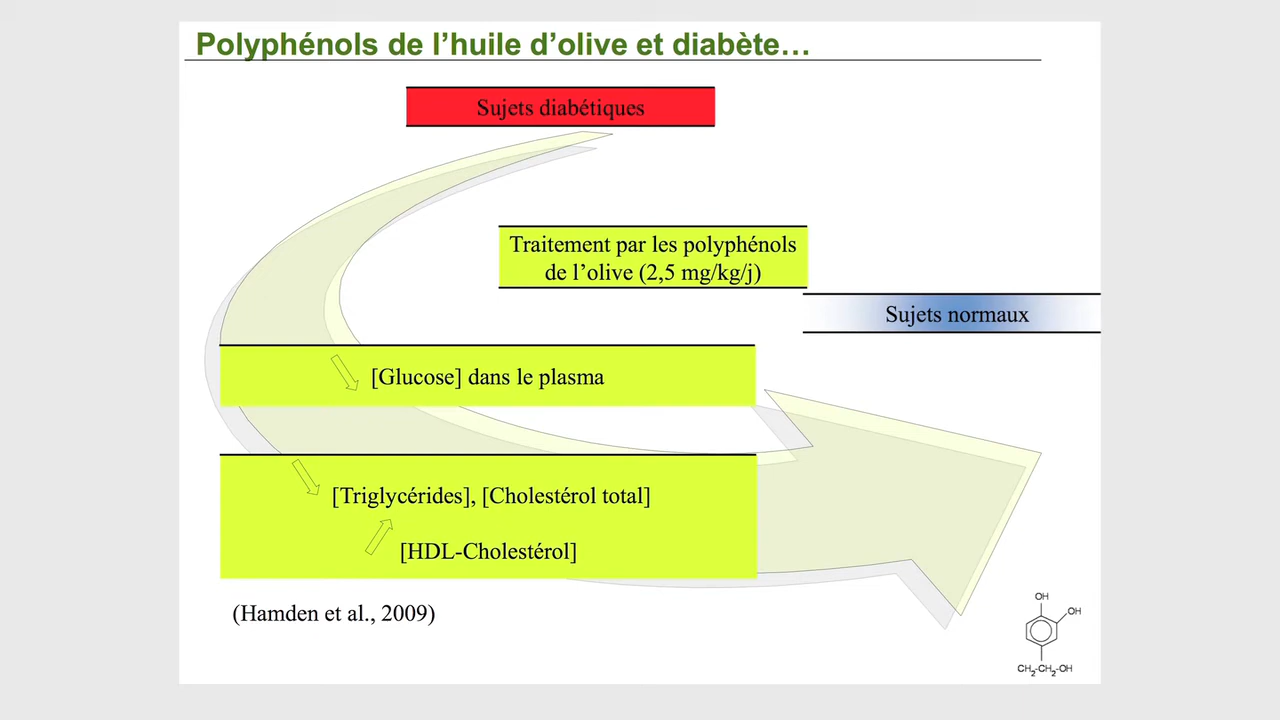 Polyphénols de l’huile d’olive et diabète…
Sujets diabétiques
Traitement par les polyphénols
de l’olive (2,5 mg/kg/j)
Sujets normaux
[Glucose] dans le plasma
[Triglycérides], [Cholestérol total]
[HDL-Cholestérol]
(Hamden et al., 2009)
OH
OH
CH2-CH2-OH